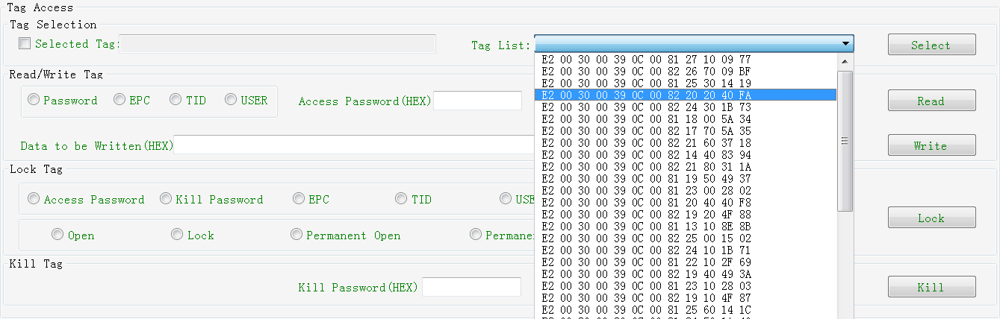 Tag Access
Tag Selection
Selected Tag:
Tag List:
Select
E2 00 30 00 39 0C 00 81 27 10 09 77
E2 00 30 00 39 0C 00 82 26 70 09 BF
E2 00 30 00 39 0C 00 81 25 30 14 19
E2 00 30 00 39 0C 00 82 20 20 40 FA
E2 00 30 00 39 0C 00 82 24 30 1B 73
E2 00 30 00 39 0C 00 81 18 00 5A 34
E2 00 30 00 39 0C 00 82 17 70 5A 35
E2 00 30 00 39 0C 00 82 21 60 37 18
E2 00 30 00 39 0C 00 82 14 40 83 94
E2 00 30 00 39 0C 00 82 21 80 31 1A
E2 00 30 00 39 0C 00 81 19 50 49 37
E2 00 30 00 39 0C 00 81 23 00 28 02
E2 00 30 00 39 0C 00 81 20 40 40 F8
E2 00 30 00 39 0C 00 82 19 20 4F 88
E2 00 30 00 39 0C 00 81 13 10 8E 8B
E2 00 30 00 39 0C 00 82 25 00 15 02
E2 00 30 00 39 0C 00 82 24 10 1B 71
E2 00 30 00 39 0C 00 81 22 10 2F 69
E2 00 30 00 39 0C 00 82 19 40 49 3A
E2 00 30 00 39 0C 00 81 23 10 28 03
E2 00 30 00 39 0C 00 82 19 10 4F 87
E2 00 30 00 39 0C 00 81 25 60 14 1C
Read/Write Tag
Password EPC TID USER
Access Password(HEX)
Read
Data to be Written(HEX)
Write
Lock Tag
Access Password Kill Password EPC TID USE
Open Lock Permanent Open Permane
Lock
Kill Tag
Kill Password(HEX)
Kill